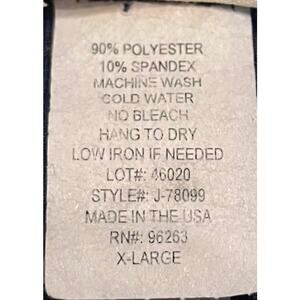 90% POLYESTER
10% SPANDEX
MACHINE WASH
COLD WATER
NO BLEACH
HANG TO DRY
LOW IRON IF NEEDED
LOT#: 46020
STYLE#: J-78099
MADE IN THE USA
RN#: 96263
X-LARGE